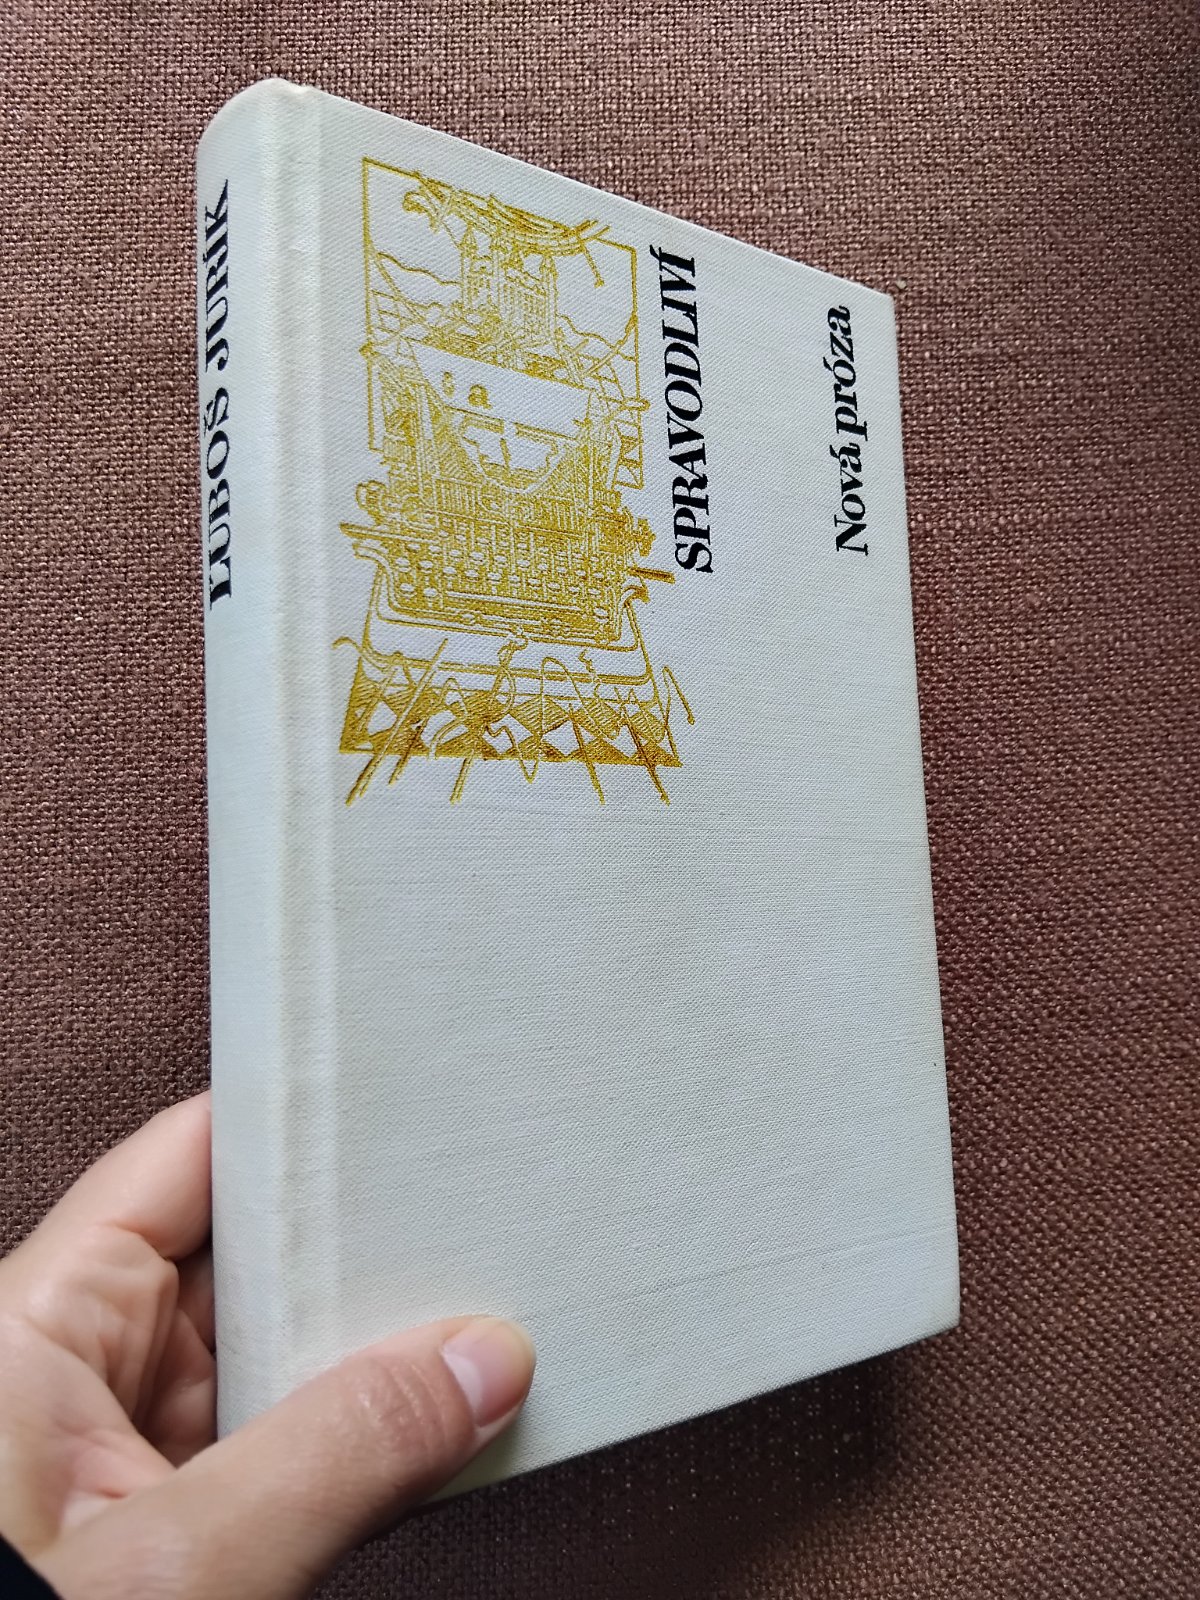 ĽUBOŠ JURÍK
SPRAVODLIVÍ
Nová próza